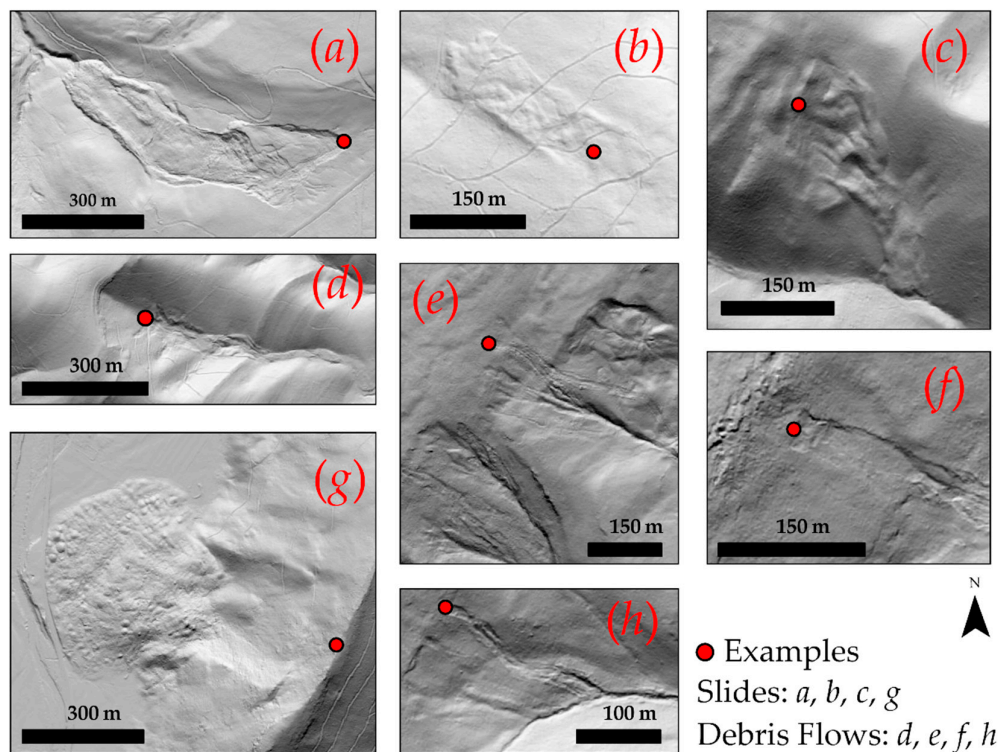 (a)
300 m
(b)
150 m
(c)
150 m
(d)
300 m
(e)
150 m
(f)
150 m
(g)
300 m
(h)
100 m
N
Examples
Slides: a, b, c, g
Debris Flows: d, e, f, h